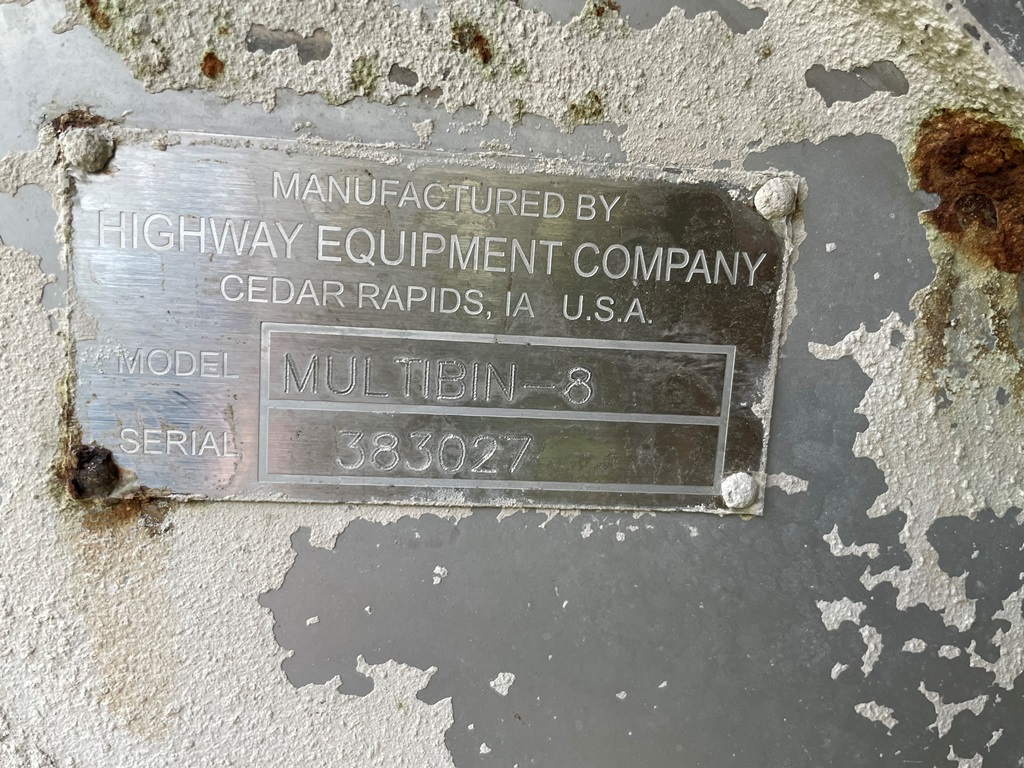 MANUFACTURED BY
HIGHWAY EQUIPMENT COMPANY
CEDAR RAPIDS, IA U.S.A.
MODEL MULTIBIN-8
SERIAL 383027